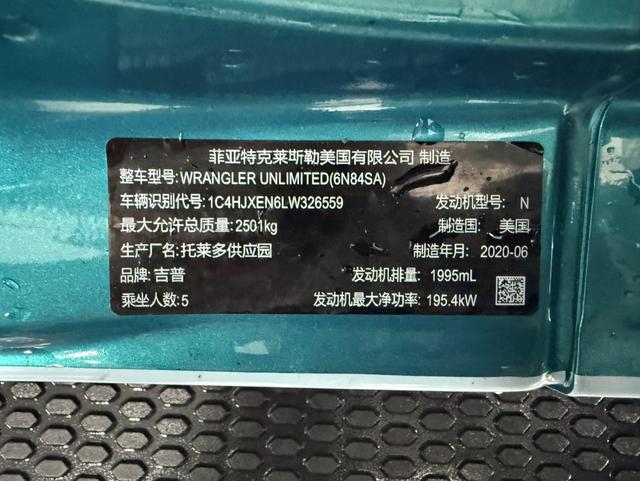 菲亚特克莱斯勒美国有限公司 制造
整车型号: WRANGLER UNLIMITED(6N84SA)
车辆识别代号: 1C4HJXEN6LW326559 发动机型号: N
最大允许总质量: 2501kg 制造国: 美国
生产厂名: 托莱多供应园 制造年月: 2020-06
品牌: 吉普 发动机排量: 1995mL
乘坐人数: 5 发动机最大净功率: 195.4kW